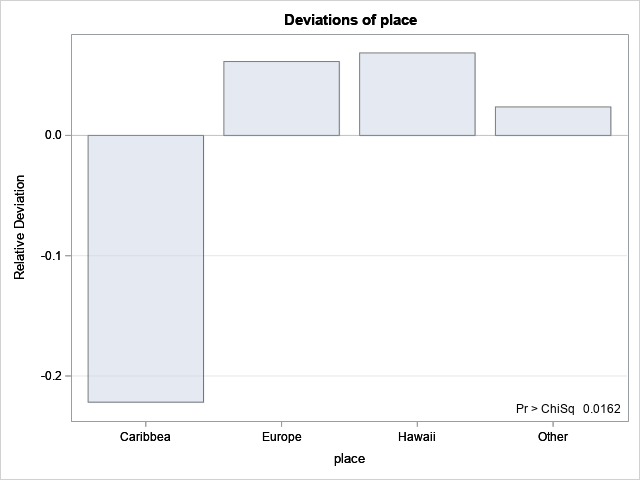 Deviations of place
Relative Deviation
0.0
-0.1
-0.2
Pr > ChiSq 0.0162
Caribbea Europe Hawaii Other
place